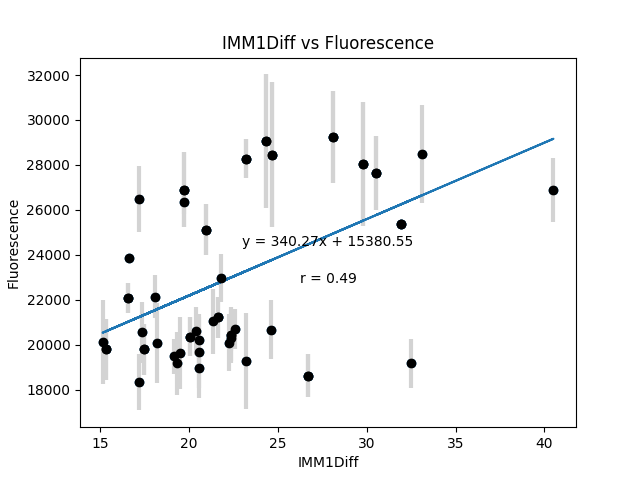 IMM1Diff vs Fluorescence
32000
30000
28000
26000
24000
22000
20000
18000
Fluorescence
y = 340.27x + 15380.55
r = 0.49
15 20 25 30 35 40
IMM1Diff